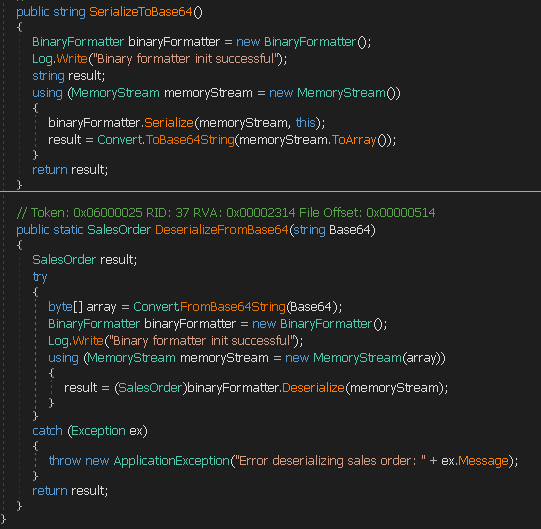 public string SerializeToBase64()
{
BinaryFormatter binaryFormatter = new BinaryFormatter();
Log.Write("Binary formatter init successful");
string result;
using (MemoryStream memoryStream = new MemoryStream())
{
binaryFormatter.Serialize(memoryStream, this);
result = Convert.ToBase64String(memoryStream.ToArray());
}
return result;
}
// Token: 0x06000025 RID: 37 RVA: 0x00002314 File Offset: 0x00000514
public static SalesOrder DeserializeFromBase64(string Base64)
{
SalesOrder result;
try
{
byte[] array = Convert.FromBase64String(Base64);
BinaryFormatter binaryFormatter = new BinaryFormatter();
Log.Write("Binary formatter init successful");
using (MemoryStream memoryStream = new MemoryStream(array))
{
result = (SalesOrder)binaryFormatter.Deserialize(memoryStream);
}
}
catch (Exception ex)
{
throw new ApplicationException("Error deserializing sales order: " + ex.Message);
}
return result;
}
}